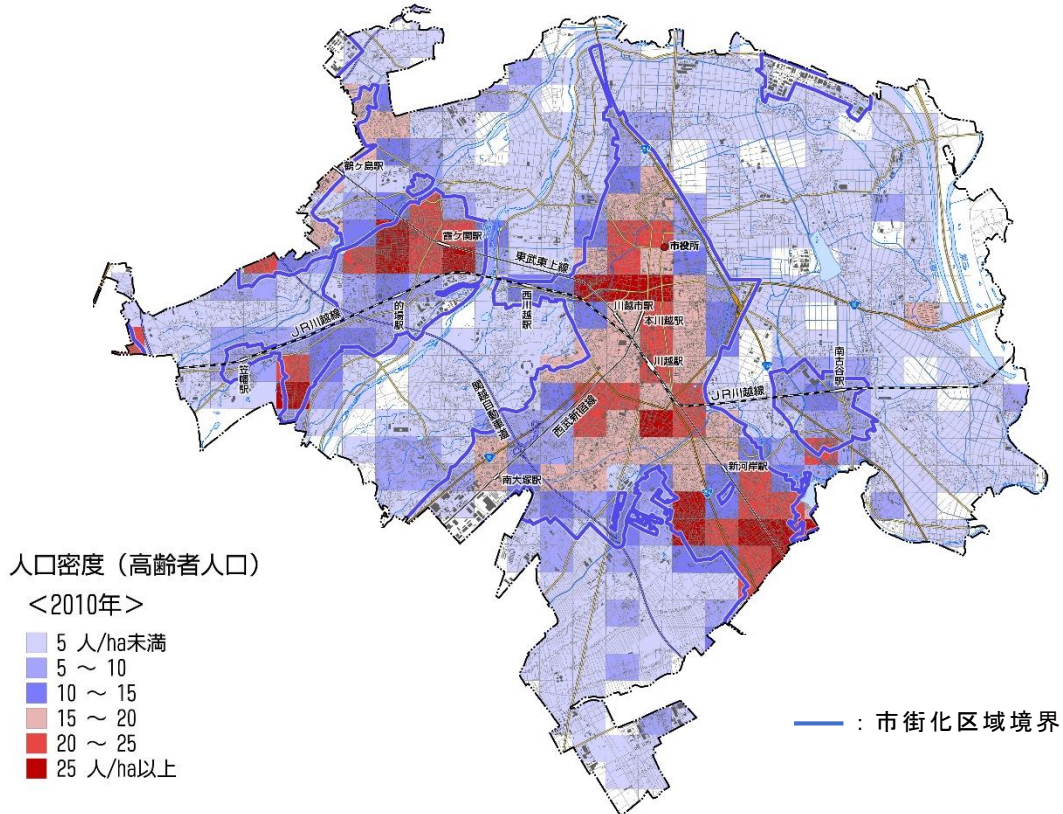 鶴ヶ島駅
霞ケ関駅
市役所
東武東上線
川越市駅
西川越駅
本川越駅
的場駅
JR川越線
川越駅
南古谷駅
笠幡駅
JR川越線
関越自動車道
西武新宿線
新河岸駅
南大塚駅
人口密度（高齢者人口）
＜2010年＞
5 人/ha未満
5 ～ 10
10 ～ 15
15 ～ 20
20 ～ 25
25 人/ha以上
：市街化区域境界